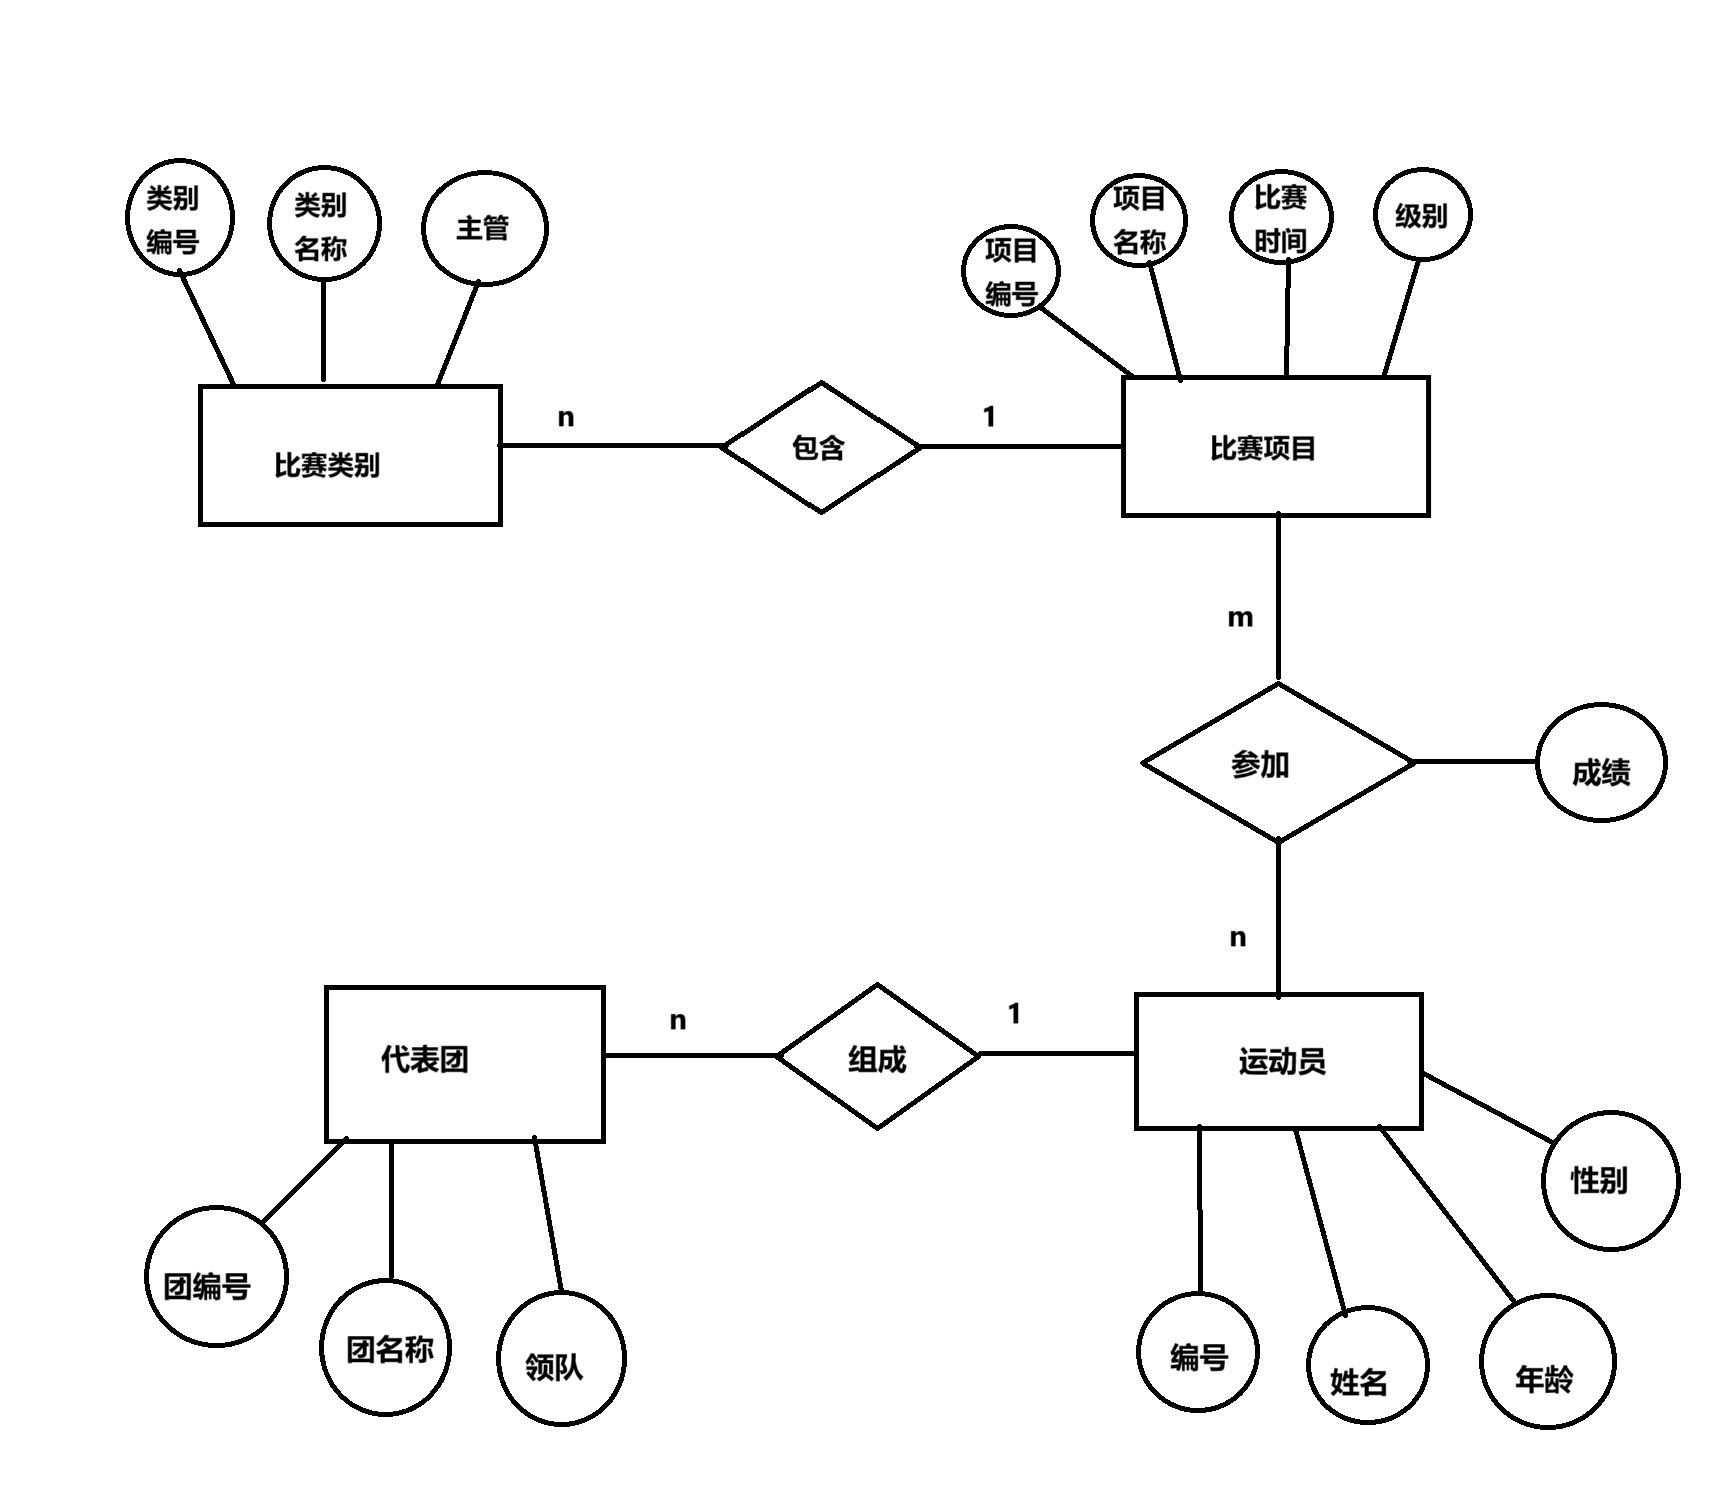 类别
编号
类别
名称
主管
项目
编号
项目
名称
比赛
时间
级别
比赛类别
n
包含
1
比赛项目
m
参加
成绩
n
代表团
n
组成
1
运动员
团编号
团名称
领队
编号
姓名
年龄
性别